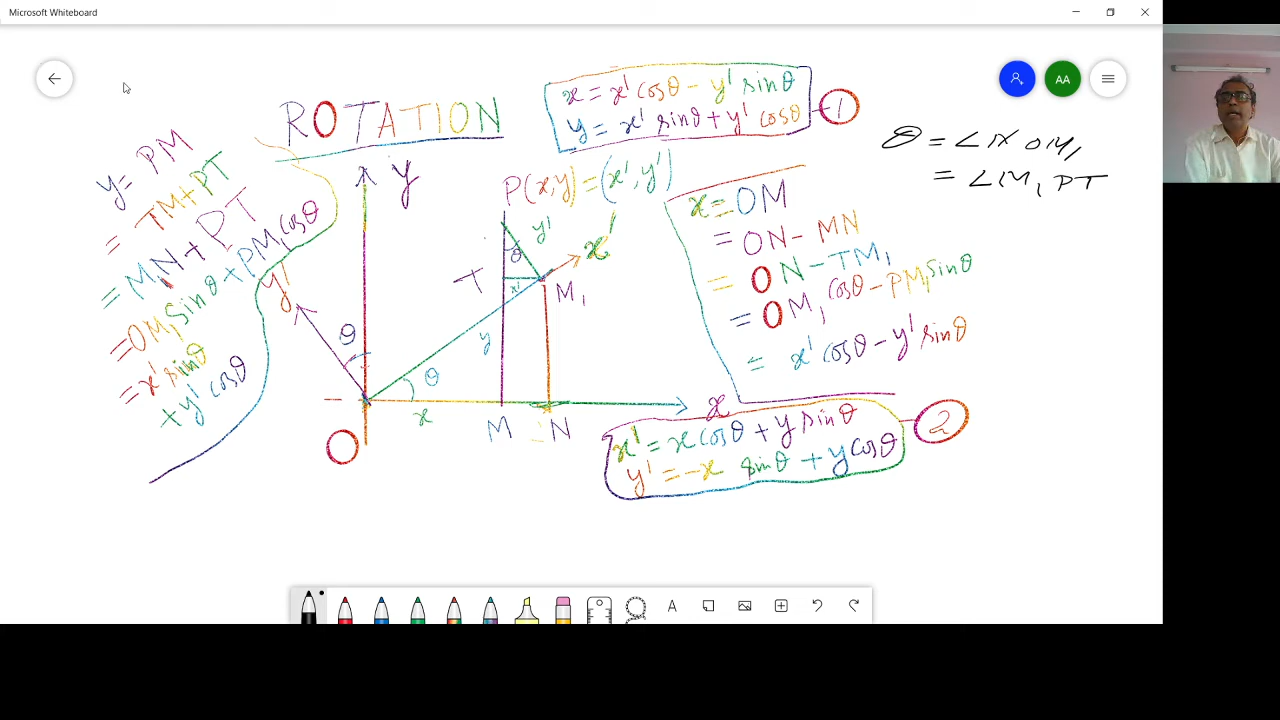 Microsoft Whiteboard
AA
ROTATION
x = x' cosθ - y' sinθ
y = x' sinθ + y' cosθ
1
θ = ∠XOM₁
= ∠M₁PT
y = PM
= TM + PT
= M₁N + PT
= OM₁ sinθ + PM₁ cosθ
= x' sinθ
+ y' cosθ
Y
P(x,y) = (x',y')
y'
θ
x'
T
x'
M₁
y'
θ
y
θ
x
x
M
N
O
x = OM
= ON - MN
= ON - TM₁
= OM₁ cosθ - PM₁ sinθ
= x' cosθ - y' sinθ
x' = x cosθ + y sinθ
y' = -x sinθ + y cosθ
2
A